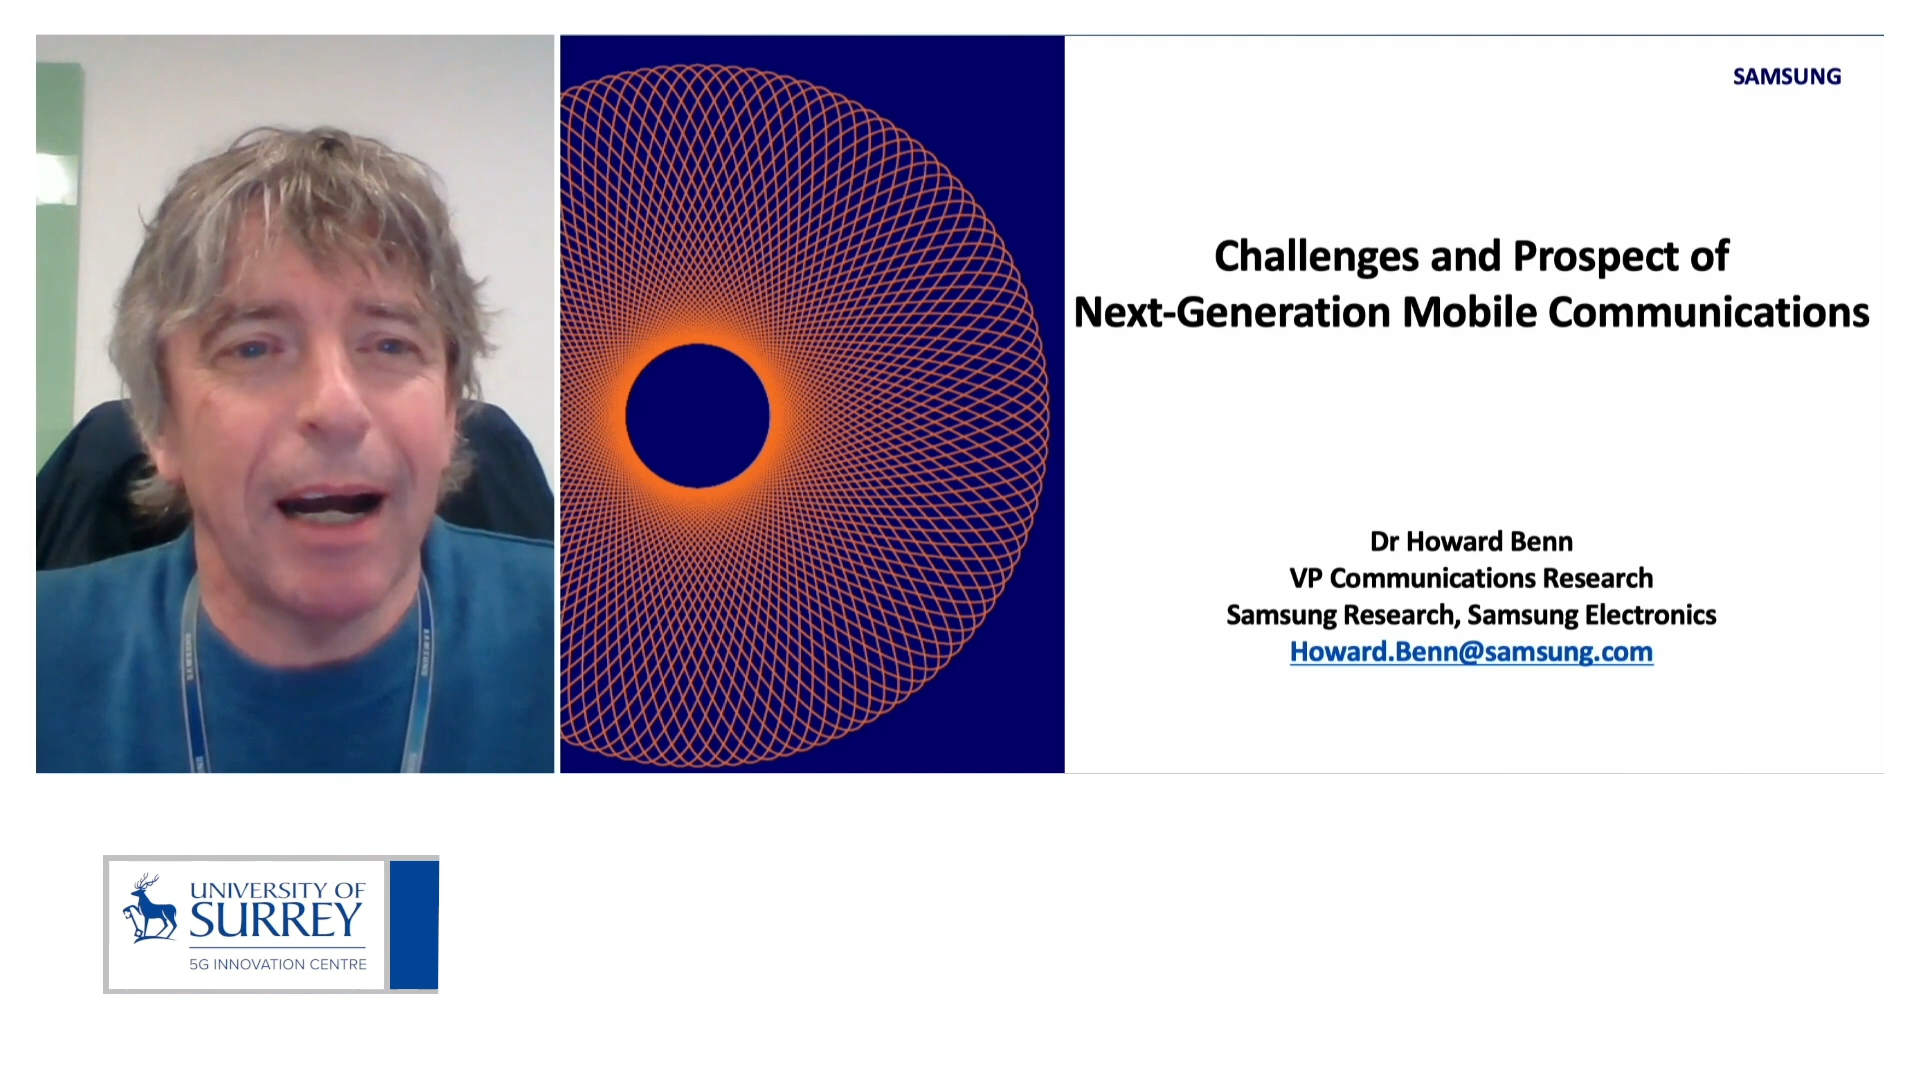 SAMSUNG
Challenges and Prospect of
Next-Generation Mobile Communications
Dr Howard Benn
VP Communications Research
Samsung Research, Samsung Electronics
Howard.Benn@samsung.com
UNIVERSITY OF
SURREY
5G INNOVATION CENTRE